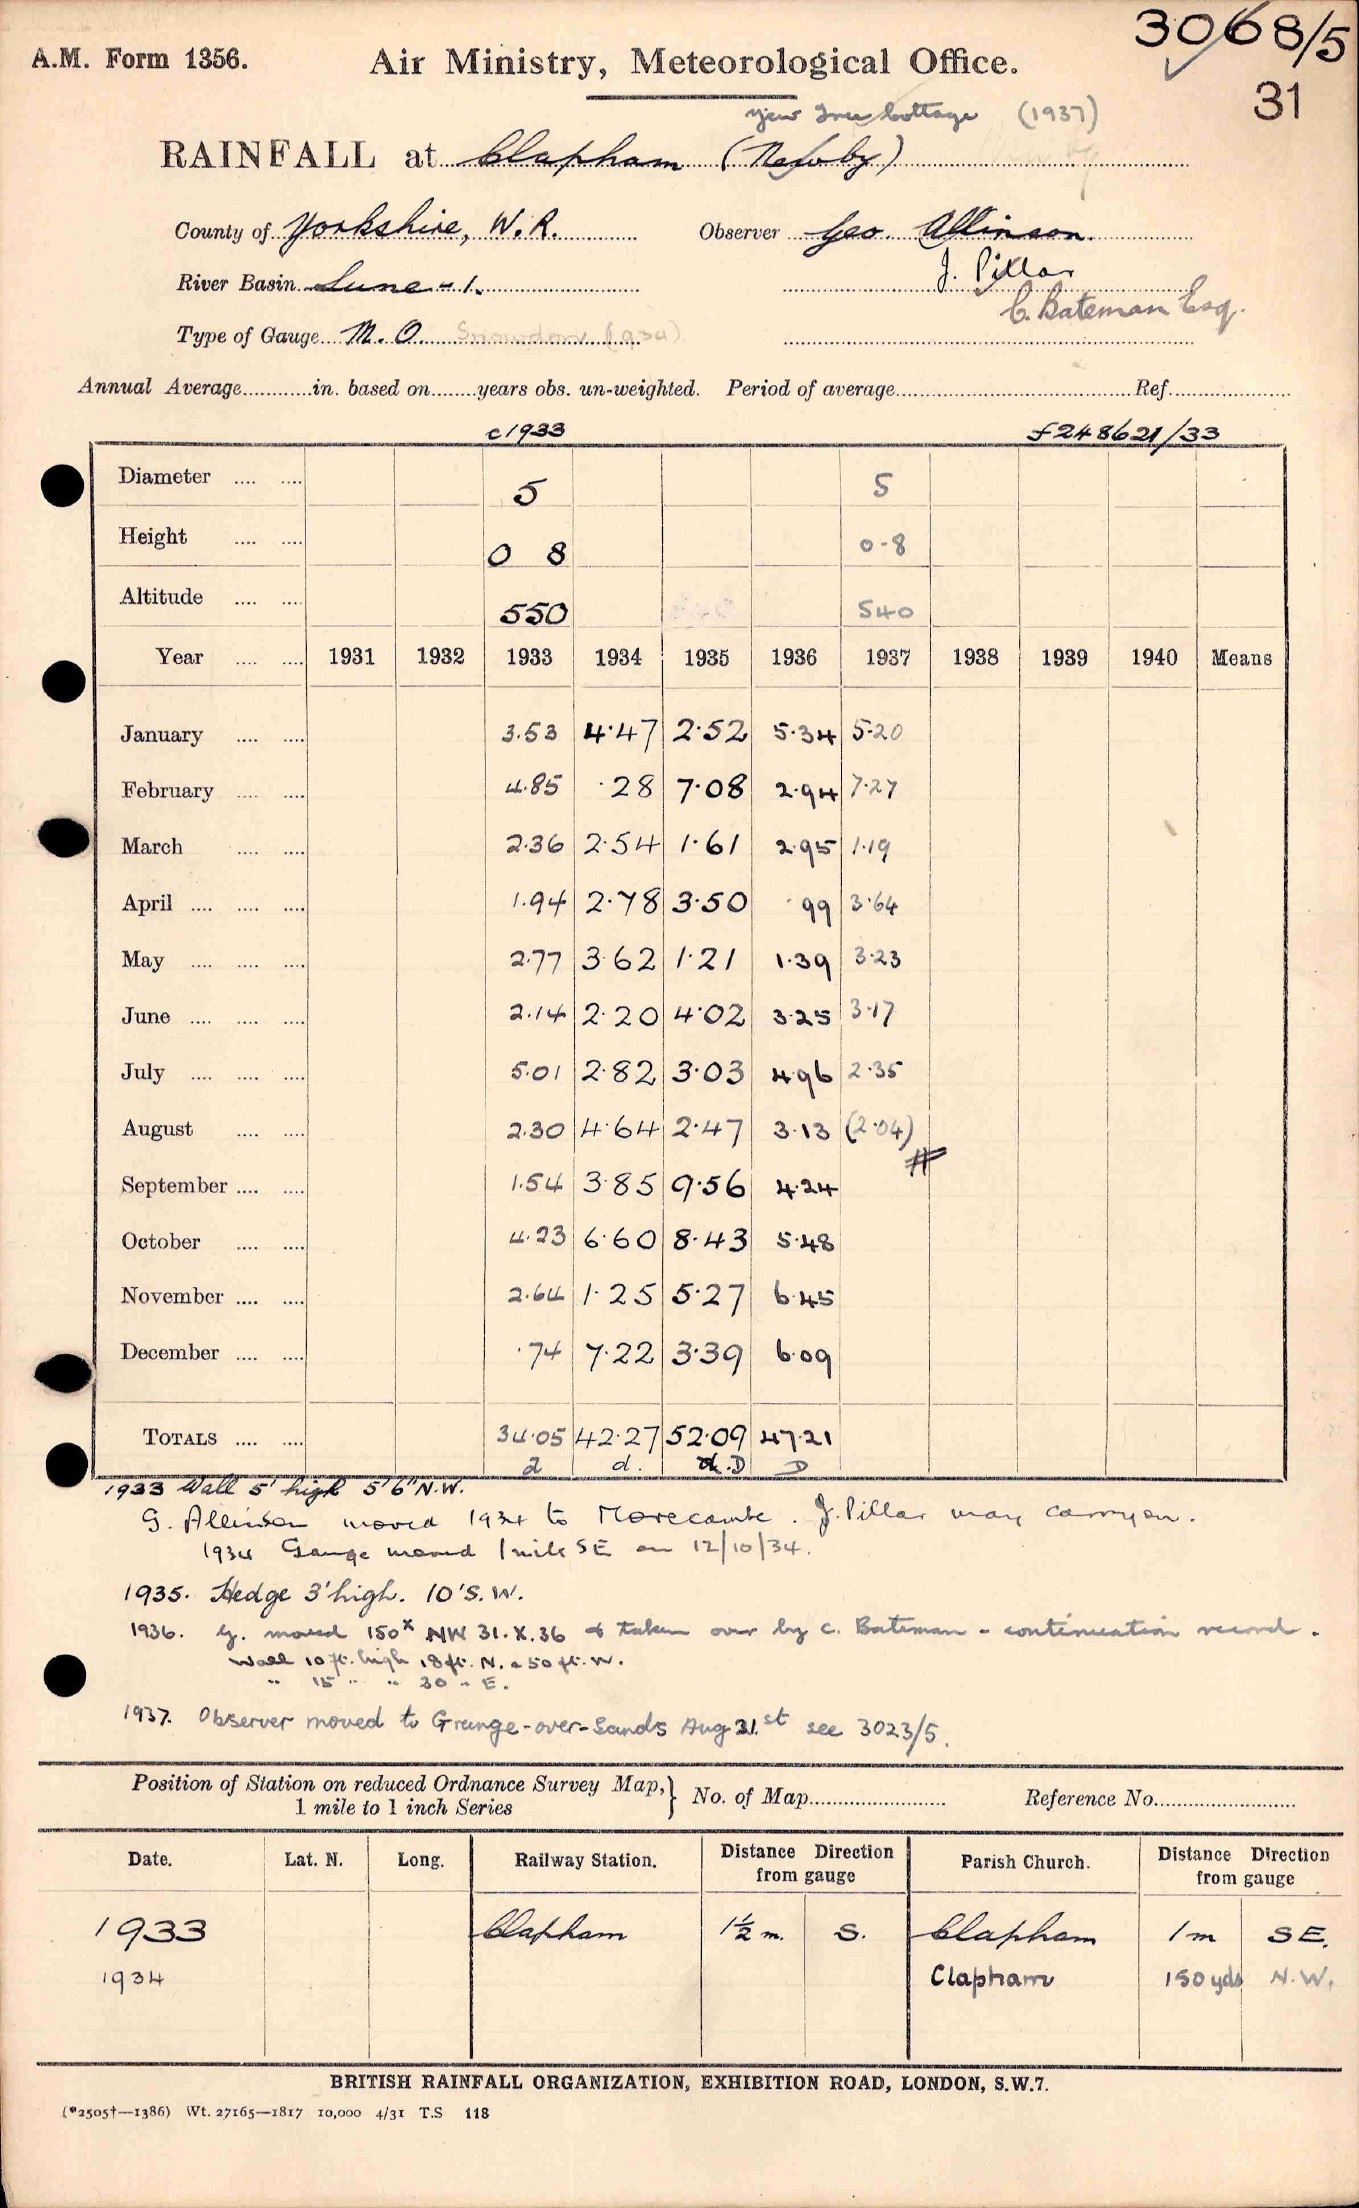 3068/5
A.M. Form 1356. Air Ministry, Meteorological Office.
31
Yew Tree Cottage (1937)
RAINFALL at Clapham (Newby)
County of Yorkshire, W.R. Observer Geo. Allinson.
River Basin Lune - 1. J. Pillar
C. Bateman Esq.
Type of Gauge M.O. Snowdon (1934)
Annual Average............in. based on........years obs. un-weighted. Period of average........................................Ref.....................
c1933 f248621/33
Diameter .... .... 5 5
Height .... .... 0 8 0-8
Altitude .... .... 550 540
Year .... .... 1931 1932 1933 1934 1935 1936 1937 1938 1939 1940 Means
January .... .... 3.53 4.47 2.52 5.34 5.20
February .... .... 4.85 .28 7.08 2.94 7.27
March .... .... 2.36 2.54 1.61 2.95 1.19
April .... .... .... 1.94 2.78 3.50 .99 3.64
May .... .... .... 2.77 3.62 1.21 1.39 3.23
June .... .... .... 2.14 2.20 4.02 3.25 3.17
July .... .... .... 5.01 2.82 3.03 4.96 2.35
August .... .... 2.30 4.64 2.47 3.13 (2.04)
#
September .... .... 1.54 3.85 9.56 4.24
October .... .... 4.23 6.60 8.43 5.48
November .... .... 2.64 1.25 5.27 6.45
December .... .... .74 7.22 3.39 6.09
TOTALS .... .... 34.05 42.27 52.09 47.21
d d. d. D D
1933 Wall 5' high 5'6" N.W.
G. Allinson moved 1934 to Morecambe. J. Pillar may carry on.
1934 Gauge moved 1 mile SE on 12/10/34.
1935. Hedge 3' high. 10' S.W.
1936. G. moved 150x NW 31.X.36 & taken over by C. Bateman - continuation record.
Wall 10 ft. high 18 ft. N. & 50 ft. W.
" 15 " " 30 " E.
1937. Observer moved to Grange-over-Sands Aug 31st see 3023/5.
Position of Station on reduced Ordnance Survey Map,} No. of Map........................ Reference No.........................
1 mile to 1 inch Series
Date. Lat. N. Long. Railway Station. Distance Direction from gauge Parish Church. Distance Direction from gauge
1933 Clapham 1½ m. S. Clapham 1m SE.
1934 Clapham 150 yds N.W.
BRITISH RAINFALL ORGANIZATION, EXHIBITION ROAD, LONDON, S.W.7.
(*2505†—1386) Wt. 27165—1817 10,000 4/31 T.S 118